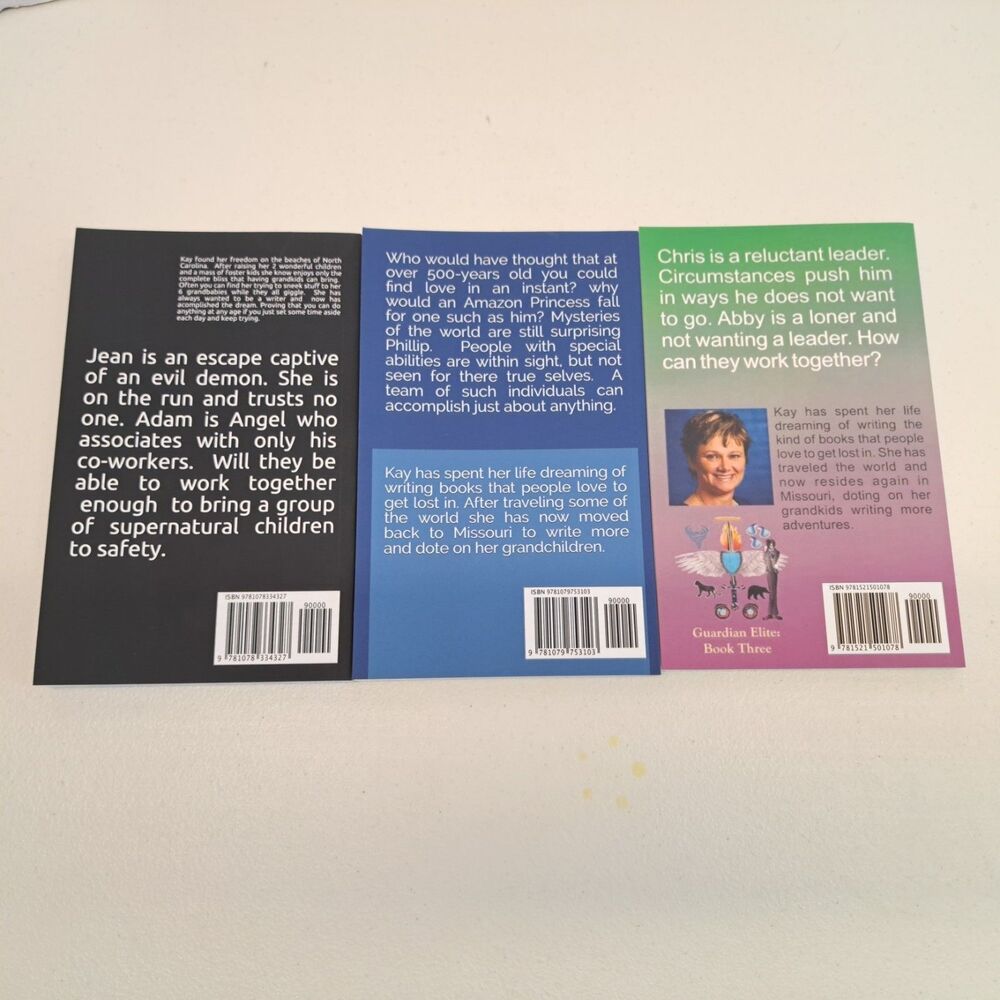 Kay found her freedom on the beaches of North
Carolina. After raising her 2 wonderful children
and a mass of foster kids she know enjoys only the
complete bliss that having grandkids can bring.
Often you can find her trying to sneek stuff to her
6 grandbabies while they all giggle. She has
always wanted to be a writer and now has
acomplished the dream. Proving that you can do
anything at any age if you just set some time aside
each day and keep trying.
Jean is an escape captive
of an evil demon. She is
on the run and trusts no
one. Adam is Angel who
associates with only his
co-workers. Will they be
able to work together
enough to bring a group
of supernatural children
to safety.
ISBN 9781078334327
90000
9 781078 334327
Who would have thought that at
over 500-years old you could
find love in an instant? why
would an Amazon Princess fall
for one such as him? Mysteries
of the world are still surprising
Phillip. People with special
abilities are within sight, but not
seen for there true selves. A
team of such individuals can
accomplish just about anything.
Kay has spent her life dreaming of
writing books that people love to
get lost in. After traveling some of
the world she has now moved
back to Missouri to write more
and dote on her grandchildren.
ISBN 9781079753103
90000
9 781079 753103
Chris is a reluctant leader.
Circumstances push him
in ways he does not want
to go. Abby is a loner and
not wanting a leader. How
can they work together?
Kay has spent her life
dreaming of writing the
kind of books that people
love to get lost in. She has
traveled the world and
now resides again in
Missouri, doting on her
grandkids writing more
adventures.
Guardian Elite:
Book Three
ISBN 9781521501078
90000
9 781521 501078